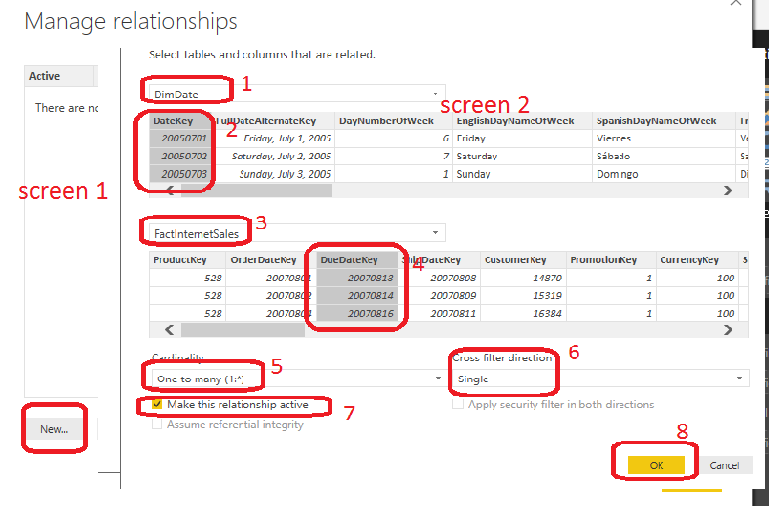 Manage relationships
Select tables and columns that are related.
Active
There are no
screen 1
New...
DimDate
1
screen 2
DateKey FullDateAlternateKey DayNumberOfWeek EnglishDayNameOfWeek SpanishDayNameOfWeek
2
20050701 Friday, July 1, 2005 6 Friday Viernes
20050702 Saturday, July 2, 2005 7 Saturday Sábado
20050703 Sunday, July 3, 2005 1 Sunday Domingo
FactInternetSales
3
ProductKey OrderDateKey DueDateKey ShipDateKey CustomerKey PromotionKey CurrencyKey S
4
528 20070801 20070813 20070808 14870 1 100
528 20070802 20070814 20070809 15319 1 100
528 20070804 20070816 20070811 16384 1 100
Cardinality
5
One to many (1:*)
Cross filter direction
6
Single
Make this relationship active
7
Apply security filter in both directions
Assume referential integrity
8
OK
Cancel